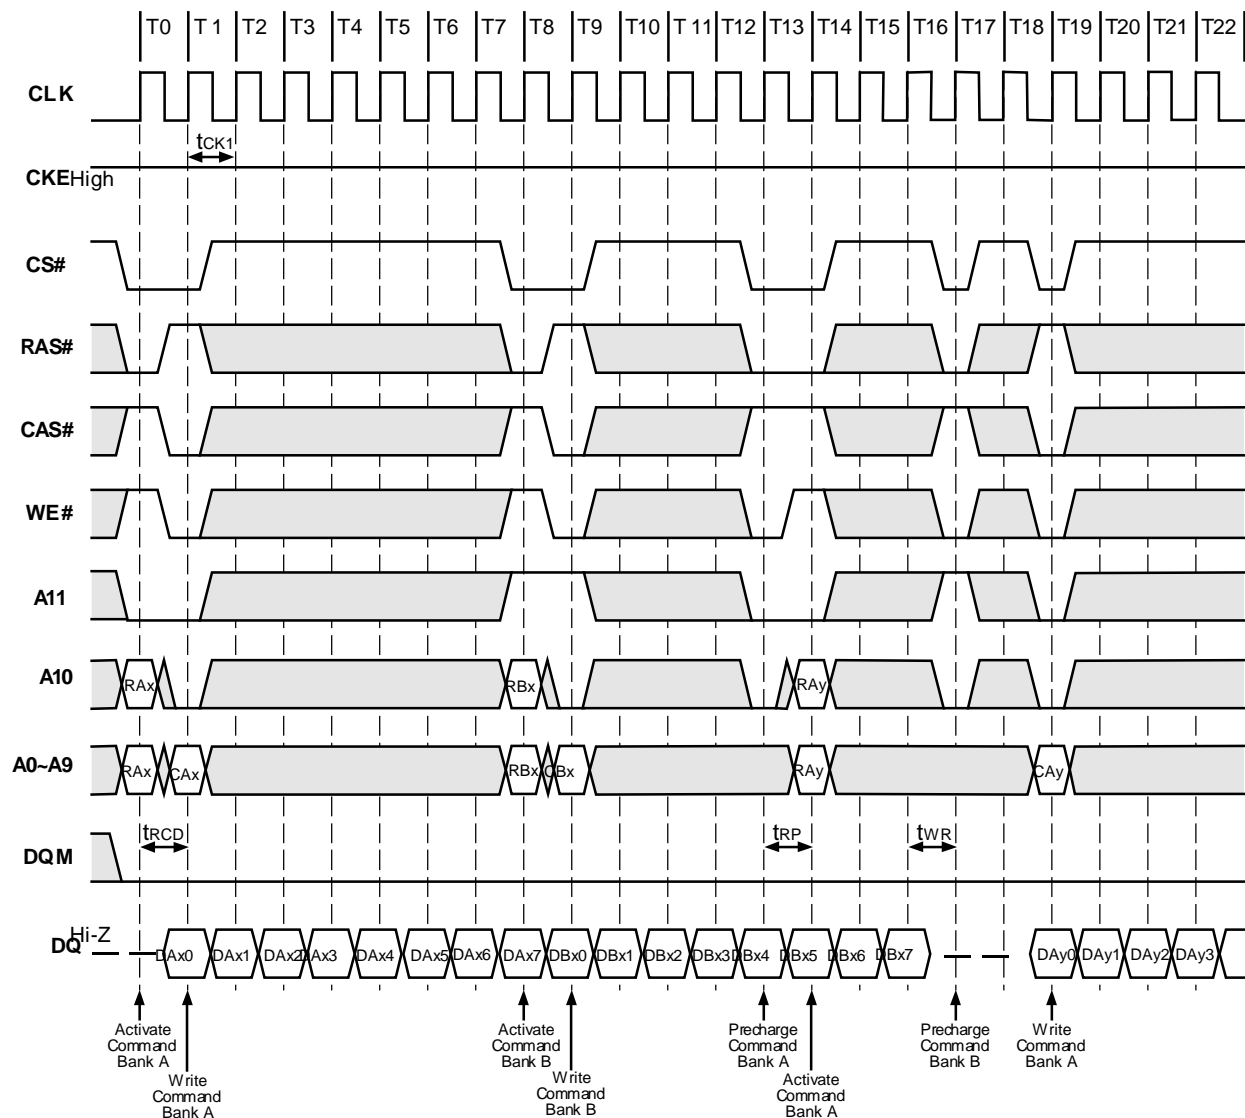 T0 T 1 T2 T3 T4 T5 T6 T7 T8 T9 T10 T 11 T12 T13 T14 T15 T16 T17 T18 T19 T20 T21 T22
CLK
tCK1
CKE High
CS#
RAS#
CAS#
WE#
A11
A10
RAx RBx RAy
A0~A9
RAx CAx RBx CBx RAy CAy
tRCD tRP tWR
DQM
Hi-Z
DQ
DAx0 DAx1 DAx2 DAx3 DAx4 DAx5 DAx6 DAx7 DBx0 DBx1 DBx2 DBx3 DBx4 DBx5 DBx6 DBx7 DAy0 DAy1 DAy2 DAy3
Activate
Command
Bank A
Write
Command
Bank A
Activate
Command
Bank B
Write
Command
Bank B
Precharge
Command
Bank A
Activate
Command
Bank A
Precharge
Command
Bank B
Write
Command
Bank A